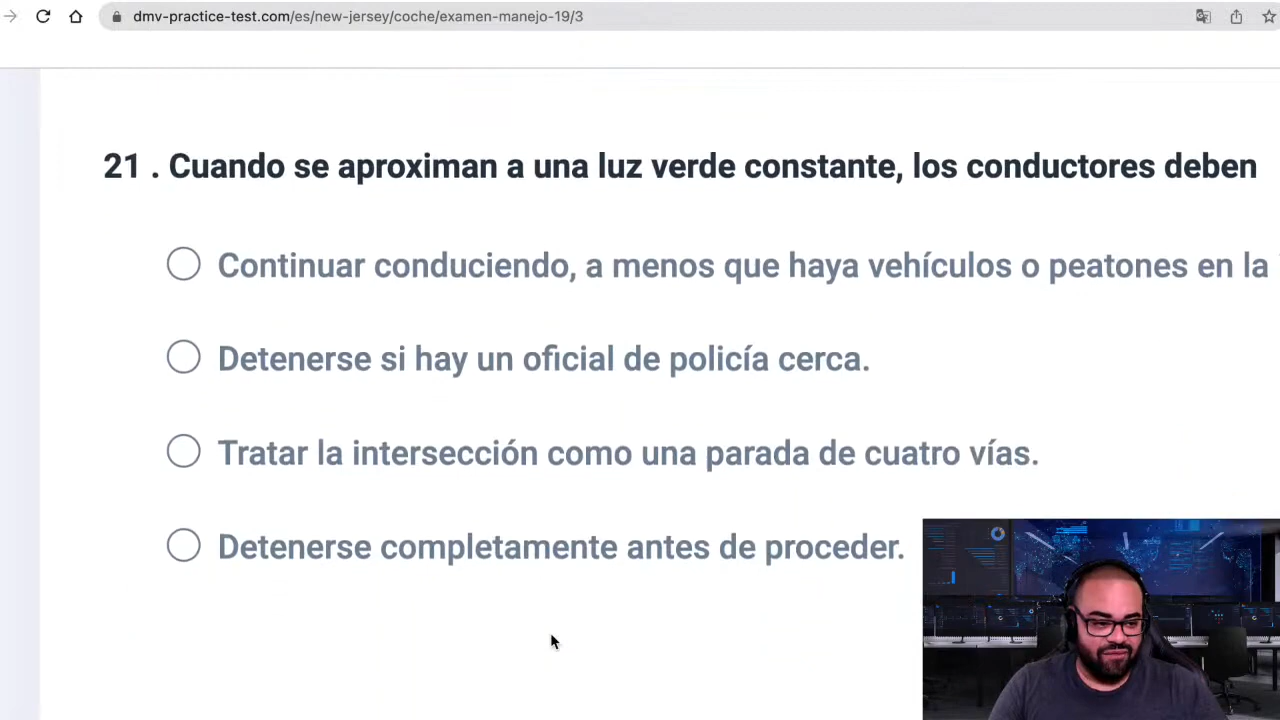 dmv-practice-test.com/es/new-jersey/coche/examen-manejo-19/3
21 . Cuando se aproximan a una luz verde constante, los conductores deben
Continuar conduciendo, a menos que haya vehículos o peatones en la
Detenerse si hay un oficial de policía cerca.
Tratar la intersección como una parada de cuatro vías.
Detenerse completamente antes de proceder.